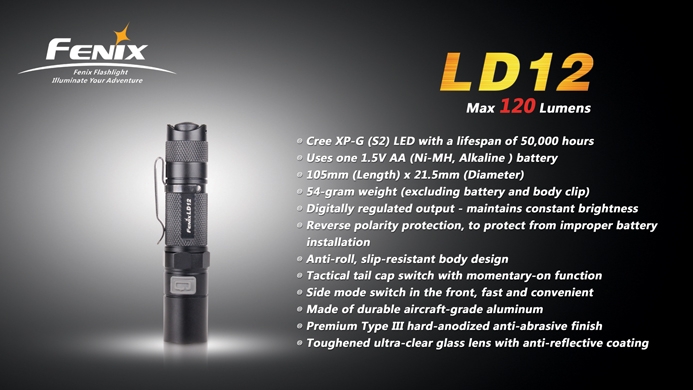 FENIX
Fenix Flashlight
Illuminate Your Adventure
LD12
Max 120 Lumens
Cree XP-G (S2) LED with a lifespan of 50,000 hours
Uses one 1.5V AA (Ni-MH, Alkaline ) battery
105mm (Length) x 21.5mm (Diameter)
54-gram weight (excluding battery and body clip)
Digitally regulated output - maintains constant brightness
Reverse polarity protection, to protect from improper battery
installation
Anti-roll, slip-resistant body design
Tactical tail cap switch with momentary-on function
Side mode switch in the front, fast and convenient
Made of durable aircraft-grade aluminum
Premium Type III hard-anodized anti-abrasive finish
Toughened ultra-clear glass lens with anti-reflective coating
Fenix LD12